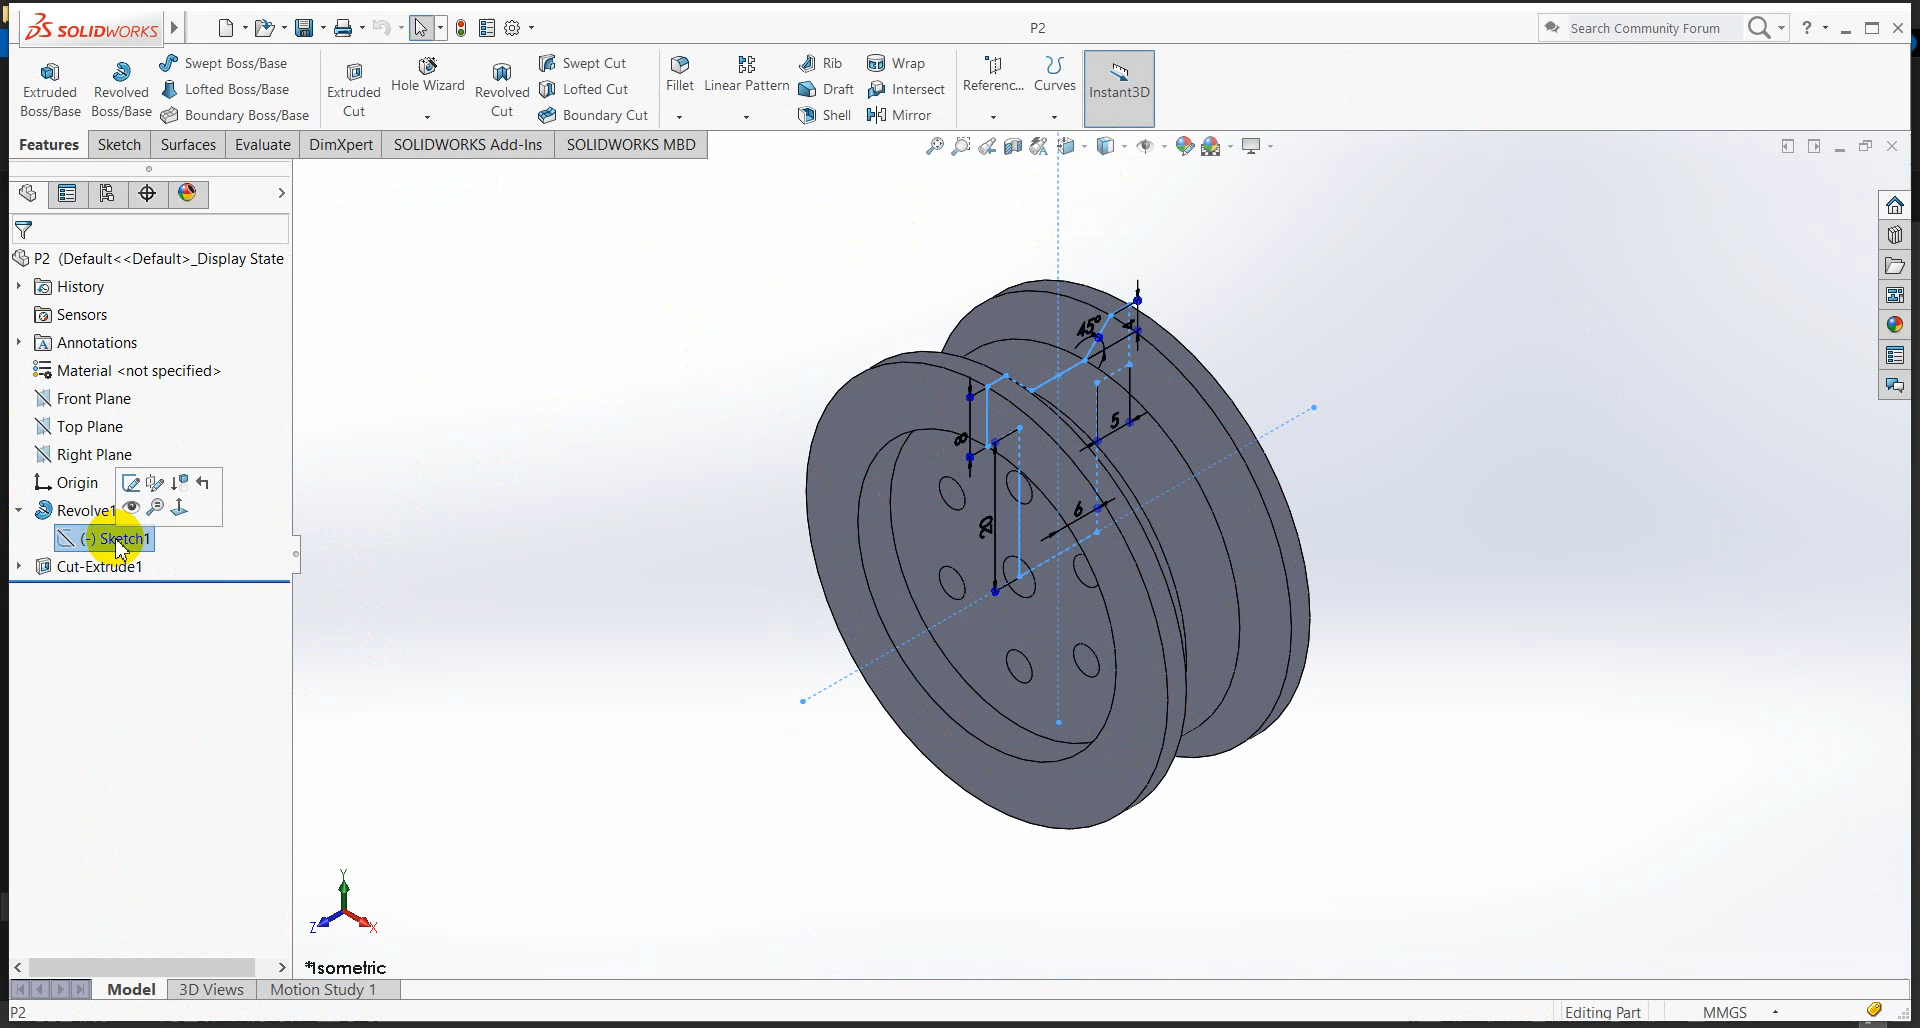 SOLIDWORKS
P2
Search Community Forum
?
Extruded Boss/Base
Revolved Boss/Base
Swept Boss/Base
Lofted Boss/Base
Boundary Boss/Base
Extruded Cut
Hole Wizard
Revolved Cut
Swept Cut
Lofted Cut
Boundary Cut
Fillet
Linear Pattern
Rib
Draft
Shell
Wrap
Intersect
Mirror
Referenc...
Curves
Instant3D
Features
Sketch
Surfaces
Evaluate
DimXpert
SOLIDWORKS Add-Ins
SOLIDWORKS MBD
P2 (Default<<Default>_Display State
History
Sensors
Annotations
Material <not specified>
Front Plane
Top Plane
Right Plane
Origin
Revolve1
(-) Sketch1
Cut-Extrude1
45°
4
5
8
6
20
Y
Z
X
*Isometric
Model
3D Views
Motion Study 1
P2
Editing Part
MMGS